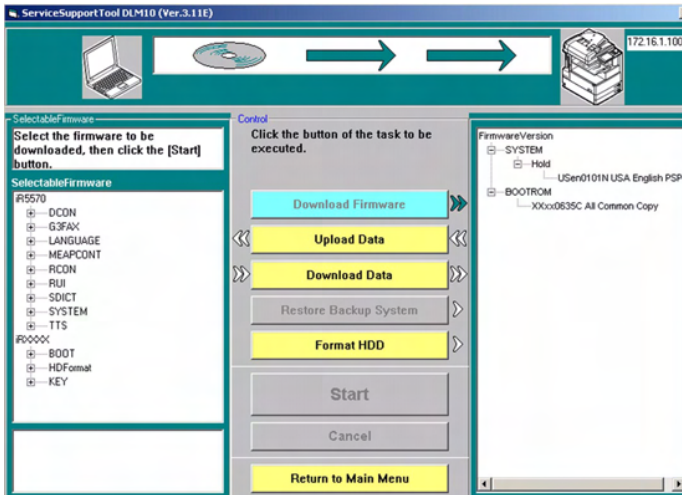 ServiceSupportTool DLM10 (Ver.3.11E)
172.16.1.100
SelectableFirmware
Select the firmware to be
downloaded, then click the [Start]
button.
SelectableFirmware
iR5570
DCON
G3FAX
LANGUAGE
MEAPCONT
RCON
RUI
SDICT
SYSTEM
TTS
iRXXXX
BOOT
HDFormat
KEY
Control
Click the button of the task to be
executed.
Download Firmware
Upload Data
Download Data
Restore Backup System
Format HDD
Start
Cancel
Return to Main Menu
FirmwareVersion
SYSTEM
Hold
USen0101N USA English PSP
BOOTROM
XXxx0635C All Common Copy